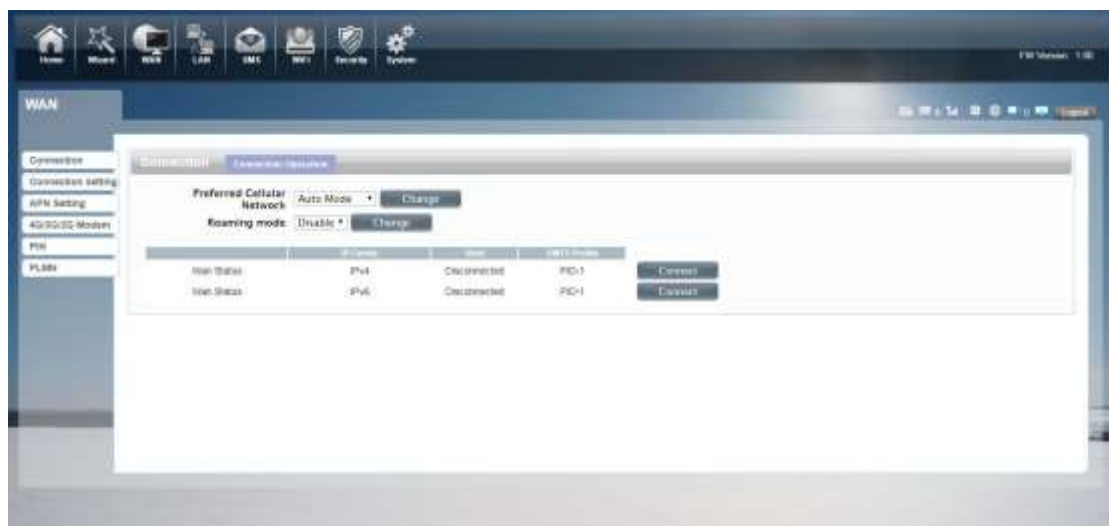 Home Wizard WAN LAN SMS WiFi Security System
FW Version: 1.00
WAN
Logout
Connection
Connection setting
APN Setting
4G/3G/2G Modem
PIN
PLMN
Connection Connection Operation
Preferred Cellular Network Auto Mode Change
Roaming mode Disable Change
IP Family State UMTS Profile
Wan Status IPv4 Disconnected PID-1 Connect
Wan Status IPv6 Disconnected PID-1 Connect